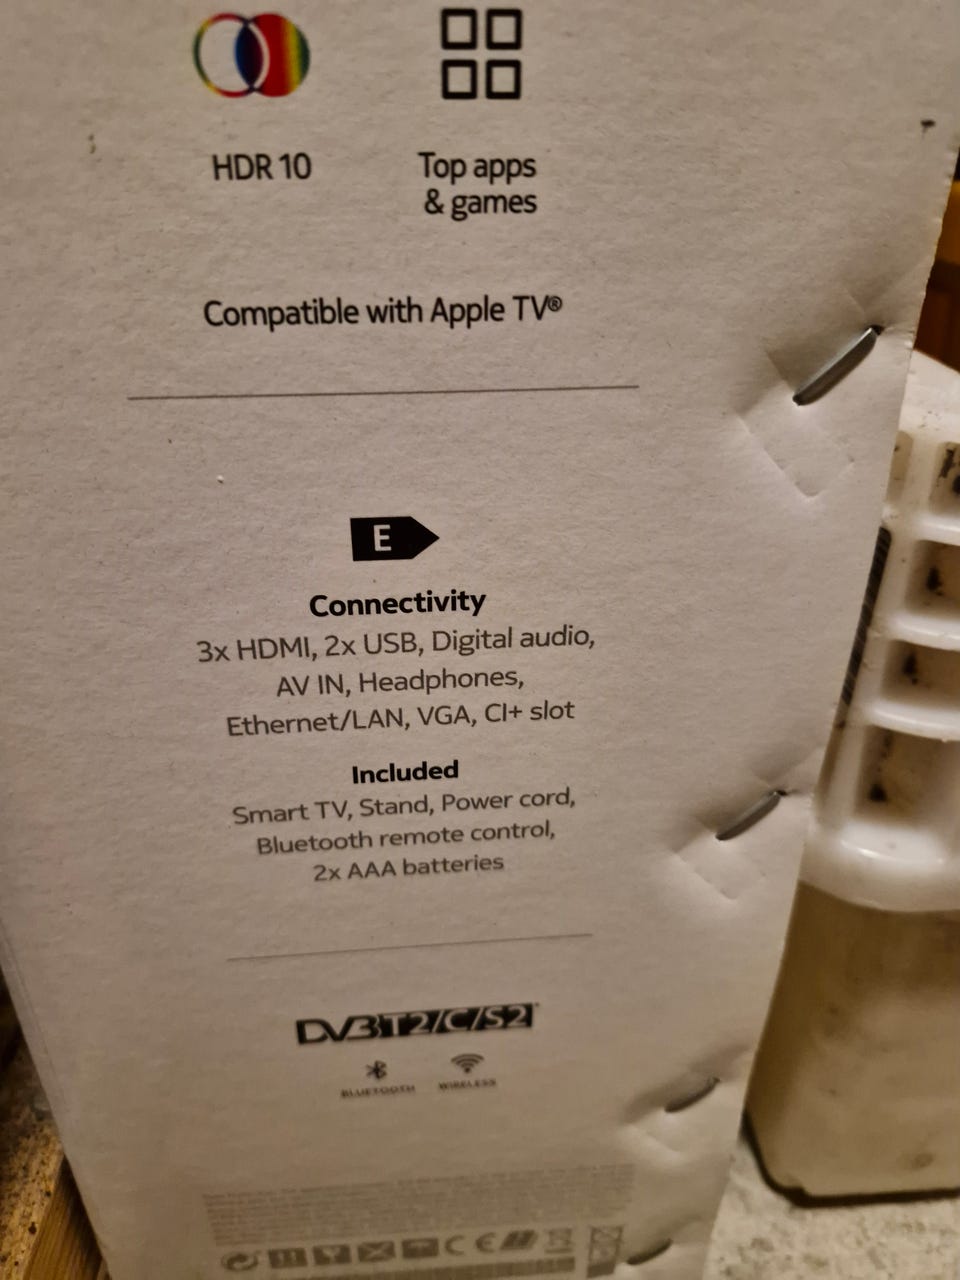 HDR 10
Top apps
& games
Compatible with Apple TV®
E
Connectivity
3x HDMI, 2x USB, Digital audio,
AV IN, Headphones,
Ethernet/LAN, VGA, CI+ slot
Included
Smart TV, Stand, Power cord,
Bluetooth remote control,
2x AAA batteries
DVB T2/C/S2
BLUETOOTH
WIRELESS
CE